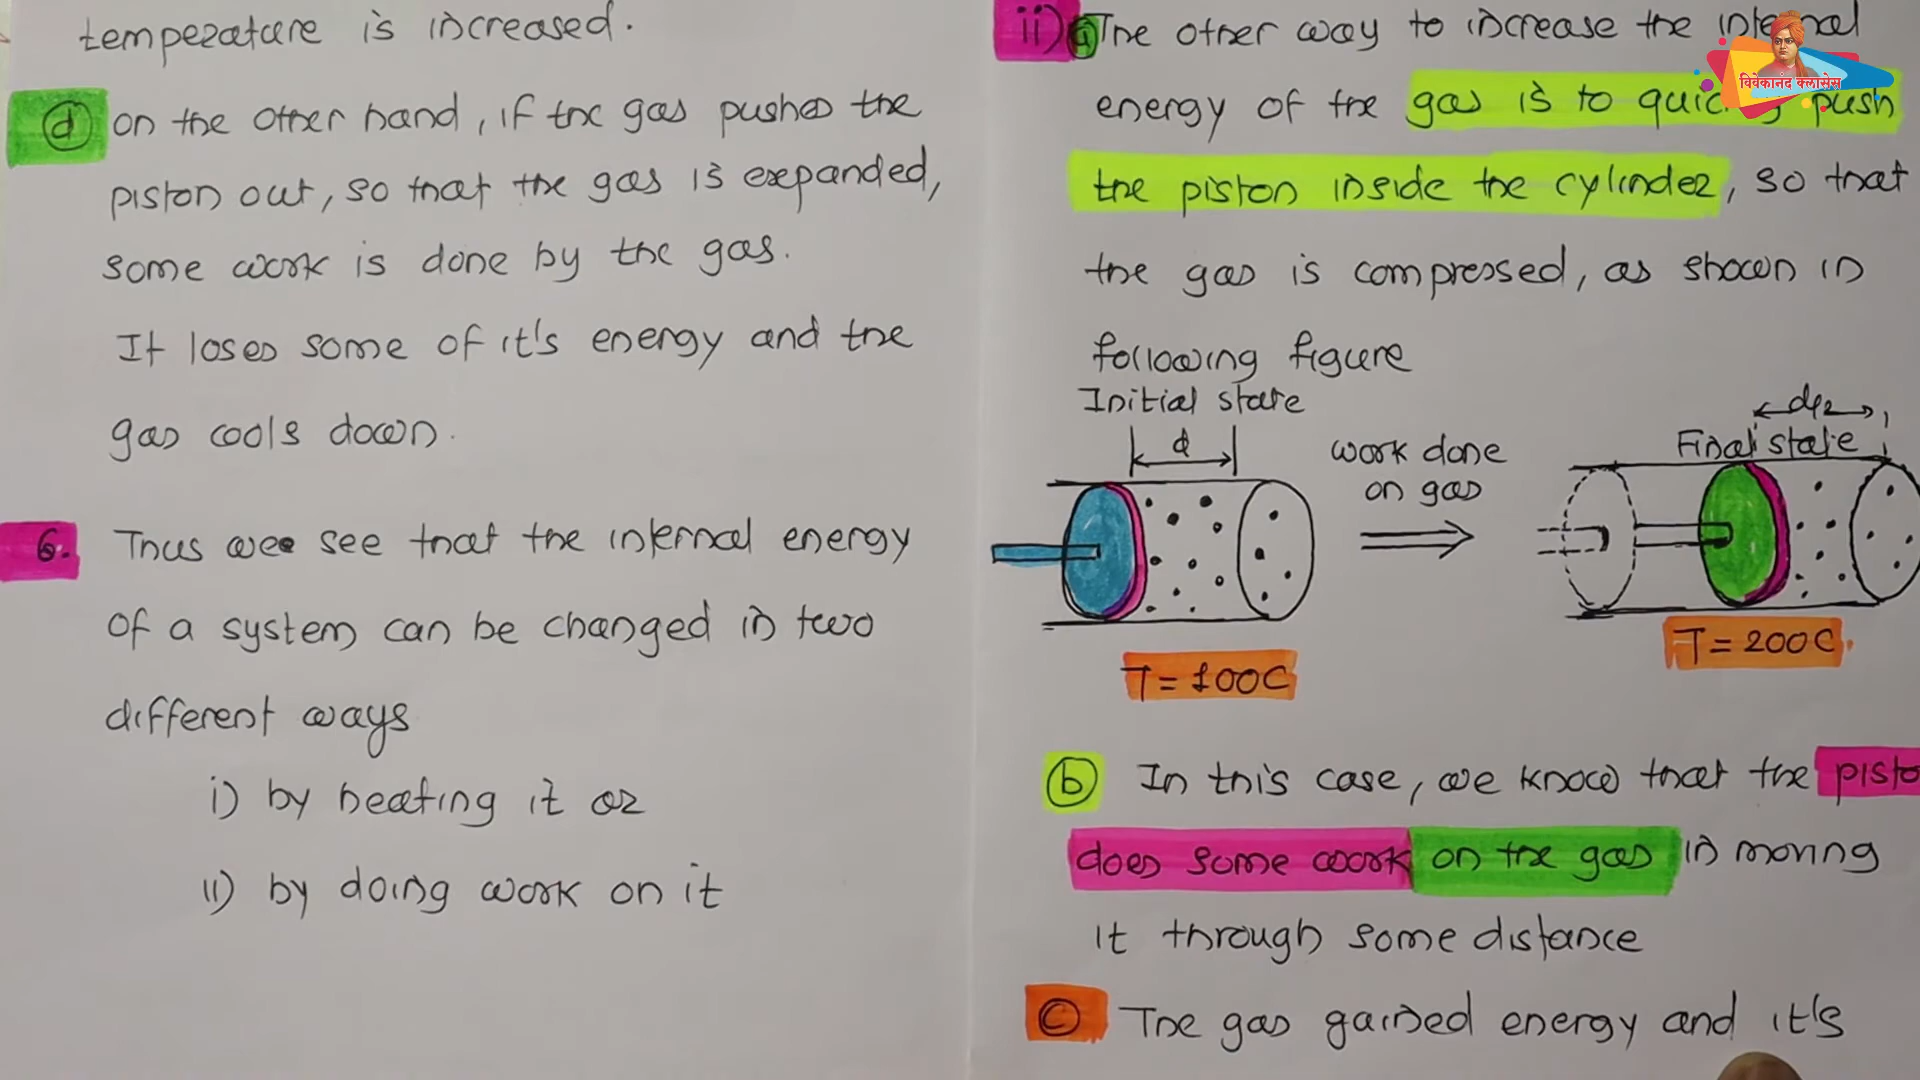 temperature is increased.
d on the other hand, if the gas pushes the
piston out, so that the gas is expanded,
some work is done by the gas.
It loses some of it's energy and the
gas cools down.
6. Thus we see that the internal energy
of a system can be changed in two
different ways
i) by heating it or
ii) by doing work on it
ii) a The other way to increase the internal
energy of the gas is to push
the piston inside the cylinder, so that
the gas is compressed, as shown in
following figure
Initial state
d
work done
on gas
Final state
T = 100C
T = 200C
b In this case, we know that the
does some work on the gas in moving
it through some distance
c The gas gained energy and it's
विवेकानंद क्लासेस